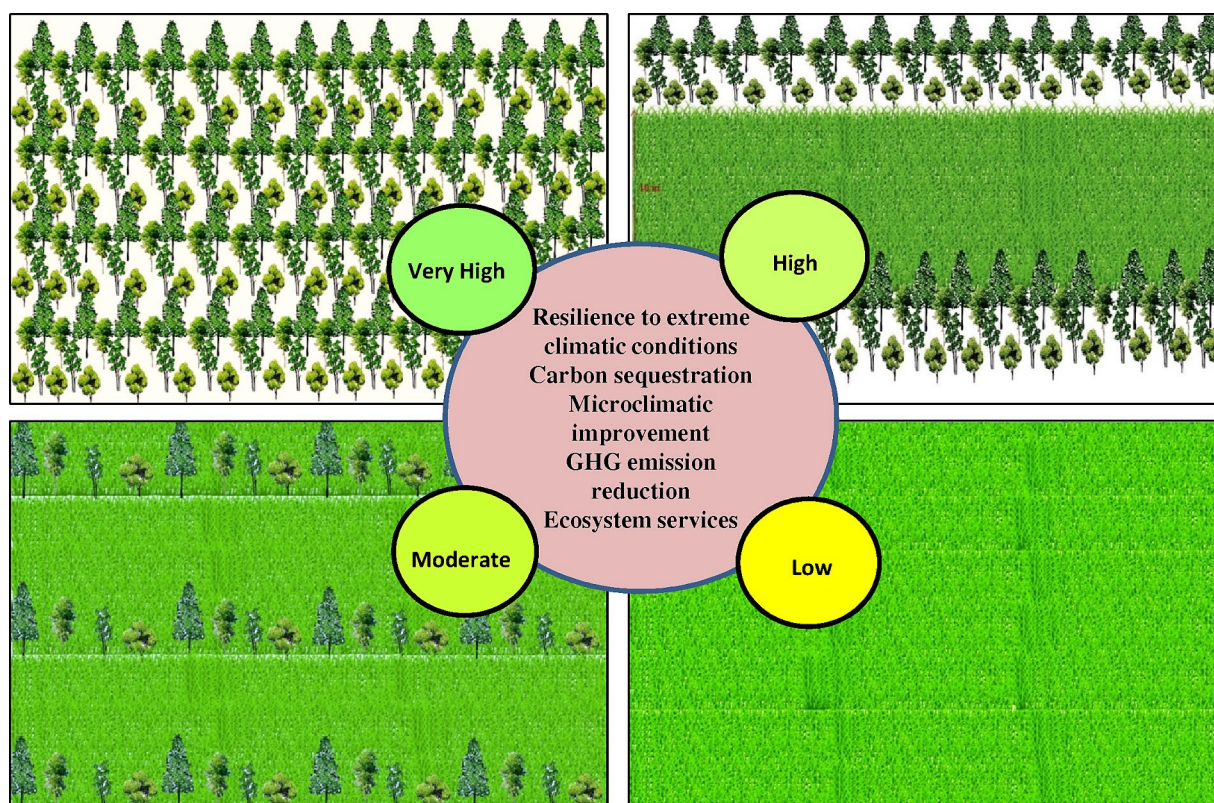 Very High
High
Resilience to extreme
climatic conditions
Carbon sequestration
Microclimatic
improvement
GHG emission
reduction
Ecosystem services
Moderate
Low
10 m